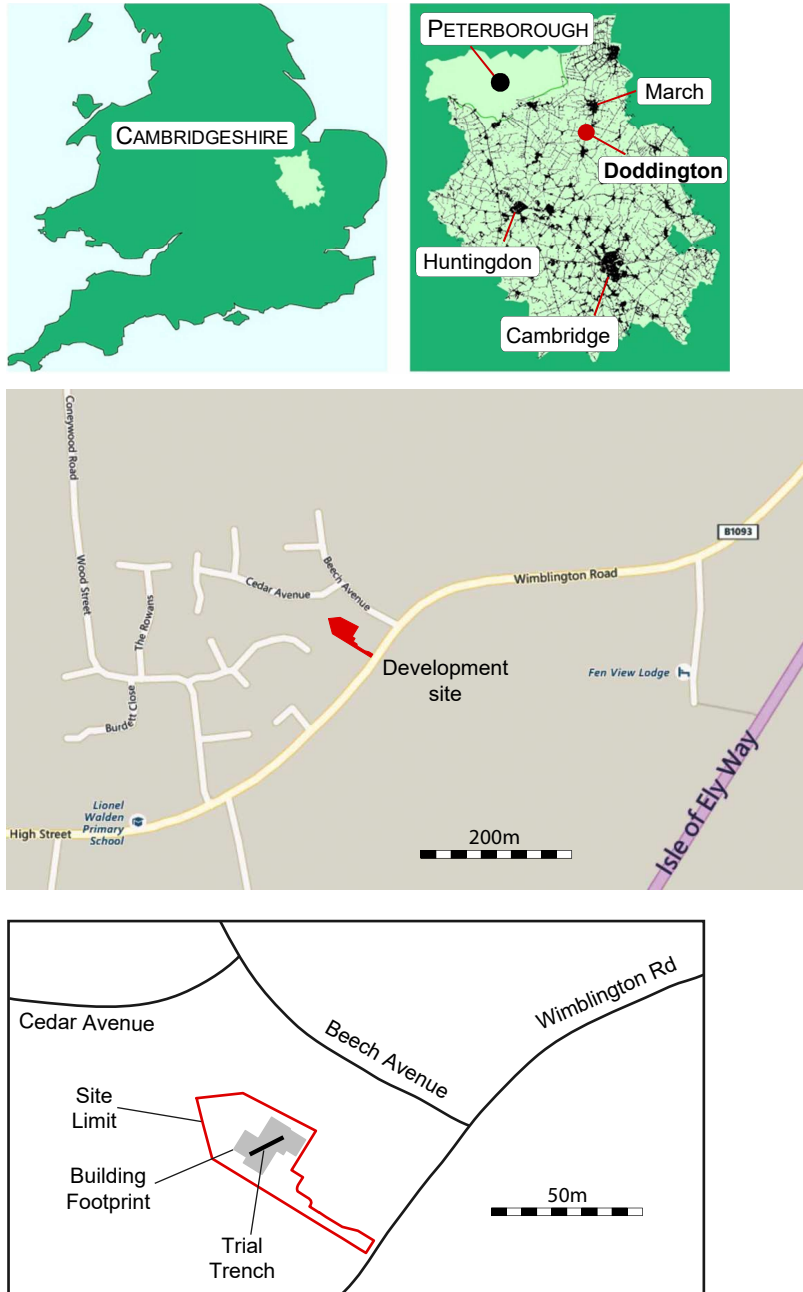 CAMBRIDGESHIRE
PETERBOROUGH
March
Doddington
Huntingdon
Cambridge
Coneywood Road
Wood Street
The Rowans
Burdett Close
Cedar Avenue
Beech Avenue
Wimblington Road
B1093
Development
site
Fen View Lodge
Isle of Ely Way
Lionel
Walden
Primary
School
High Street
200m
Cedar Avenue
Beech Avenue
Wimblington Rd
Site
Limit
Building
Footprint
Trial
Trench
50m